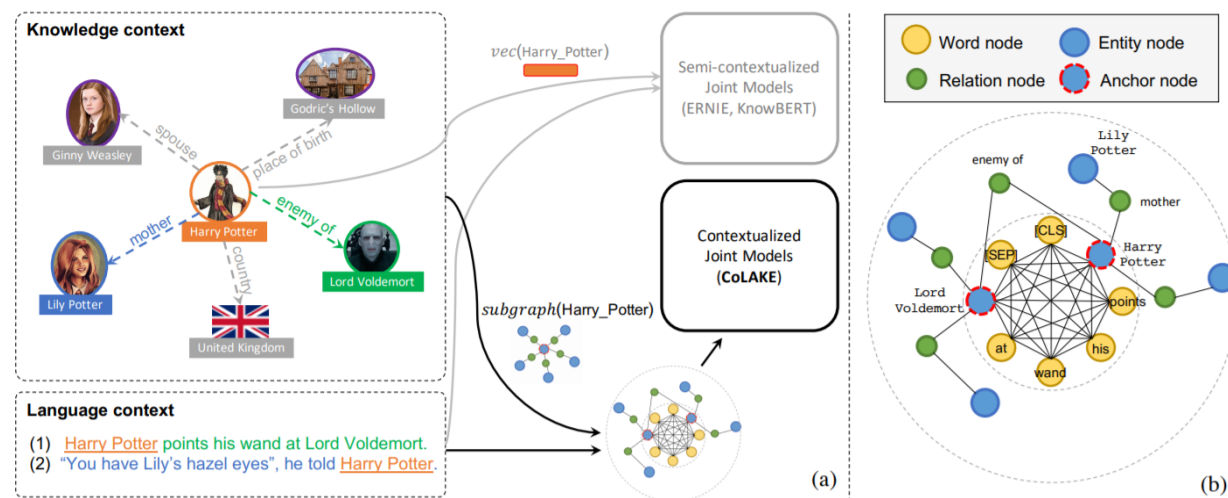 Knowledge context
Ginny Weasley
spouse
Godric's Hollow
place of birth
Harry Potter
mother
Lily Potter
enemy of
Lord Voldemort
country
United Kingdom
Language context
(1) Harry Potter points his wand at Lord Voldemort.
(2) "You have Lily's hazel eyes", he told Harry Potter.
vec(Harry_Potter)
Semi-contextualized
Joint Models
(ERNIE, KnowBERT)
Contextualized
Joint Models
(CoLAKE)
subgraph(Harry_Potter)
(a)
Word node
Entity node
Relation node
Anchor node
Lily
Potter
enemy of
mother
[CLS]
[SEP]
Harry
Potter
Lord
Voldemort
points
at
his
wand
(b)